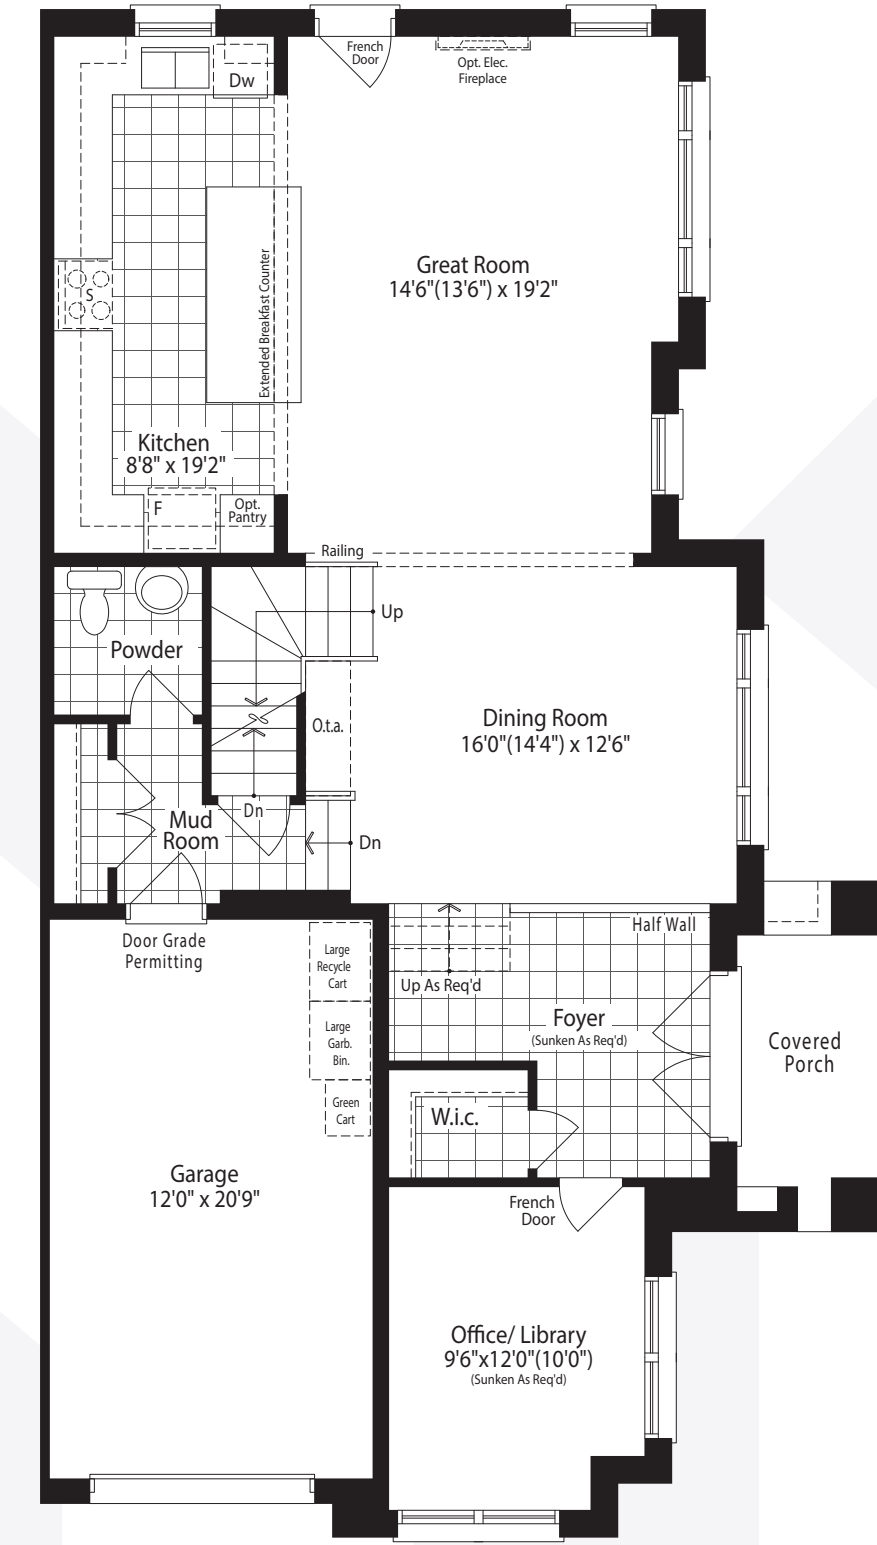 French
Door
Opt. Elec.
Fireplace
Dw
Great Room
14'6"(13'6") x 19'2"
S
Extended Breakfast Counter
Kitchen
8'8" x 19'2"
F
Opt.
Pantry
Railing
Up
Powder
O.t.a.
Dining Room
16'0"(14'4") x 12'6"
Mud
Room
Dn
Dn
Door Grade
Permitting
Large
Recycle
Cart
Large
Garb.
Bin.
Green
Cart
Half Wall
Up As Req'd
Foyer
(Sunken As Req'd)
Covered
Porch
W.i.c.
Garage
12'0" x 20'9"
French
Door
Office/ Library
9'6"x12'0"(10'0")
(Sunken As Req'd)